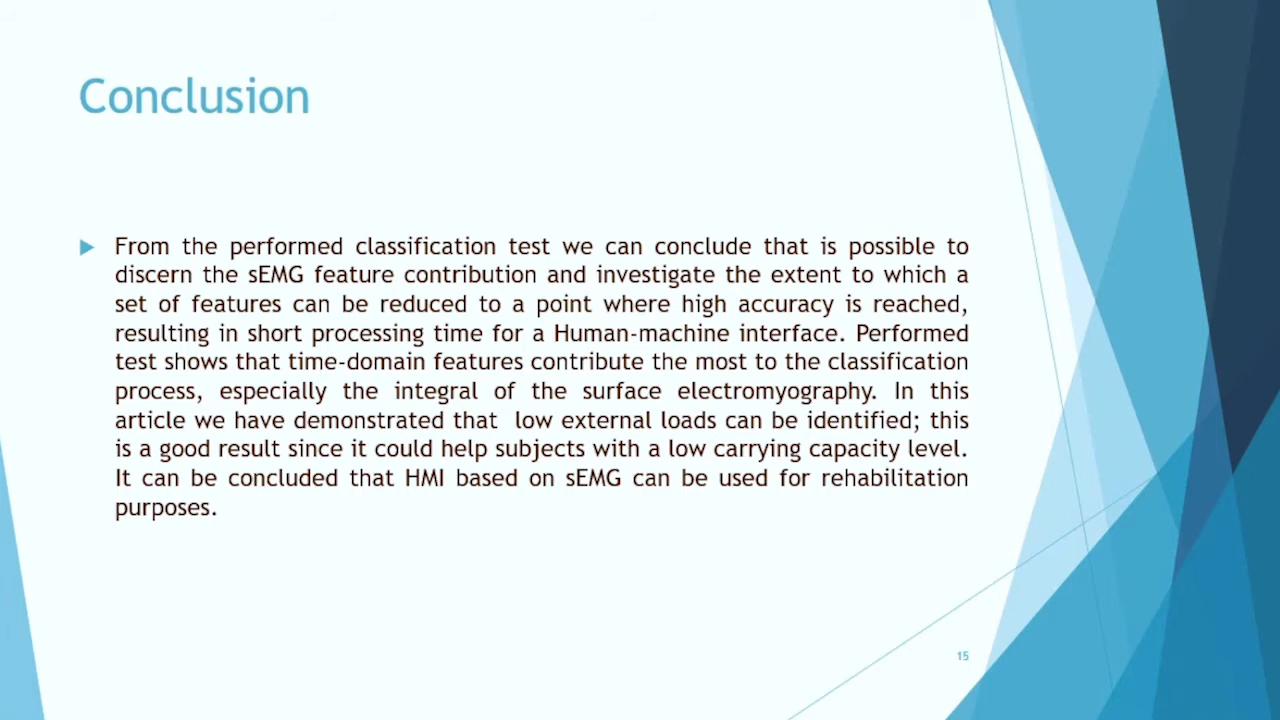 Conclusion
From the performed classification test we can conclude that is possible to
discern the sEMG feature contribution and investigate the extent to which a
set of features can be reduced to a point where high accuracy is reached,
resulting in short processing time for a Human-machine interface. Performed
test shows that time-domain features contribute the most to the classification
process, especially the integral of the surface electromyography. In this
article we have demonstrated that low external loads can be identified; this
is a good result since it could help subjects with a low carrying capacity level.
It can be concluded that HMI based on sEMG can be used for rehabilitation
purposes.
15